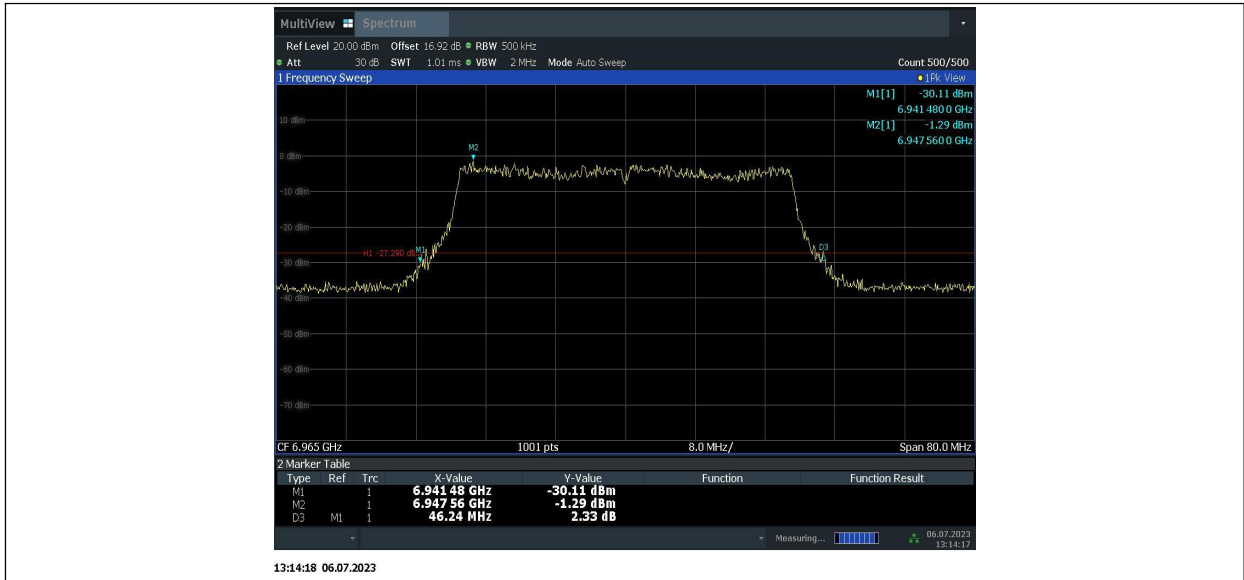 MultiView Spectrum
Ref Level 20.00 dBm Offset 16.92 dB RBW 500 kHz
Att 30 dB SWT 1.01 ms VBW 2 MHz Mode Auto Sweep Count 500/500
1 Frequency Sweep 1Pk View
M1[1] -30.11 dBm
6.941 480 0 GHz
10 dBm
M2[1] -1.29 dBm
6.947 560 0 GHz
M2
0 dBm
-10 dBm
-20 dBm
D3
H1 -27.290 dB M1
-30 dBm
-40 dBm
-50 dBm
-60 dBm
-70 dBm
CF 6.965 GHz 1001 pts 8.0 MHz/ Span 80.0 MHz
2 Marker Table
Type Ref Trc X-Value Y-Value Function Function Result
M1 1 6.941 48 GHz -30.11 dBm
M2 1 6.947 56 GHz -1.29 dBm
D3 M1 1 46.24 MHz 2.33 dB
Measuring... 06.07.2023
13:14:17
13:14:18 06.07.2023